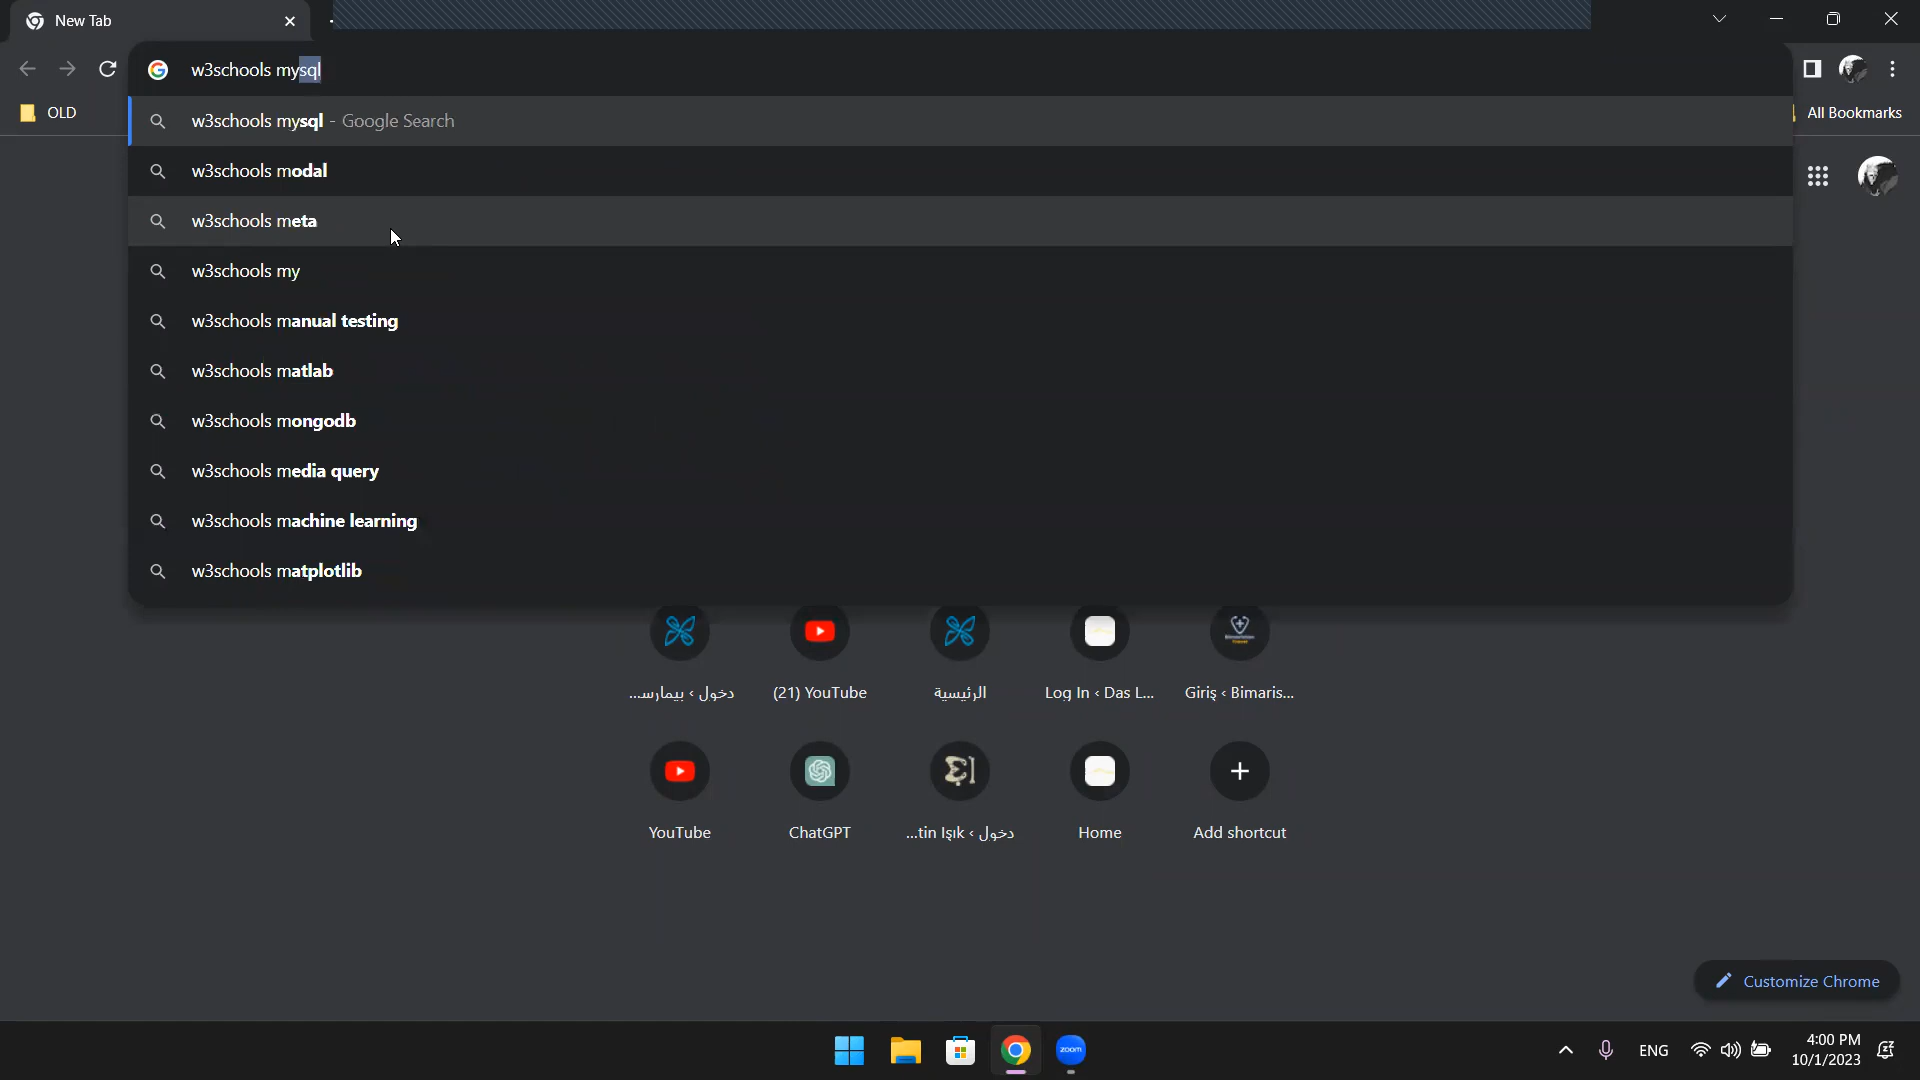 New Tab
w3schools mysql
OLD
All Bookmarks
w3schools mysql - Google Search
w3schools modal
w3schools meta
w3schools my
w3schools manual testing
w3schools matlab
w3schools mongodb
w3schools media query
w3schools machine learning
w3schools matplotlib
دخول › بيمارس...
(21) YouTube
الرئيسية
Log In ‹ Das L...
Giriş ‹ Bimaris...
YouTube
ChatGPT
...tin Işık ‹ دخول
Home
Add shortcut
Customize Chrome
zoom
ENG
4:00 PM
10/1/2023